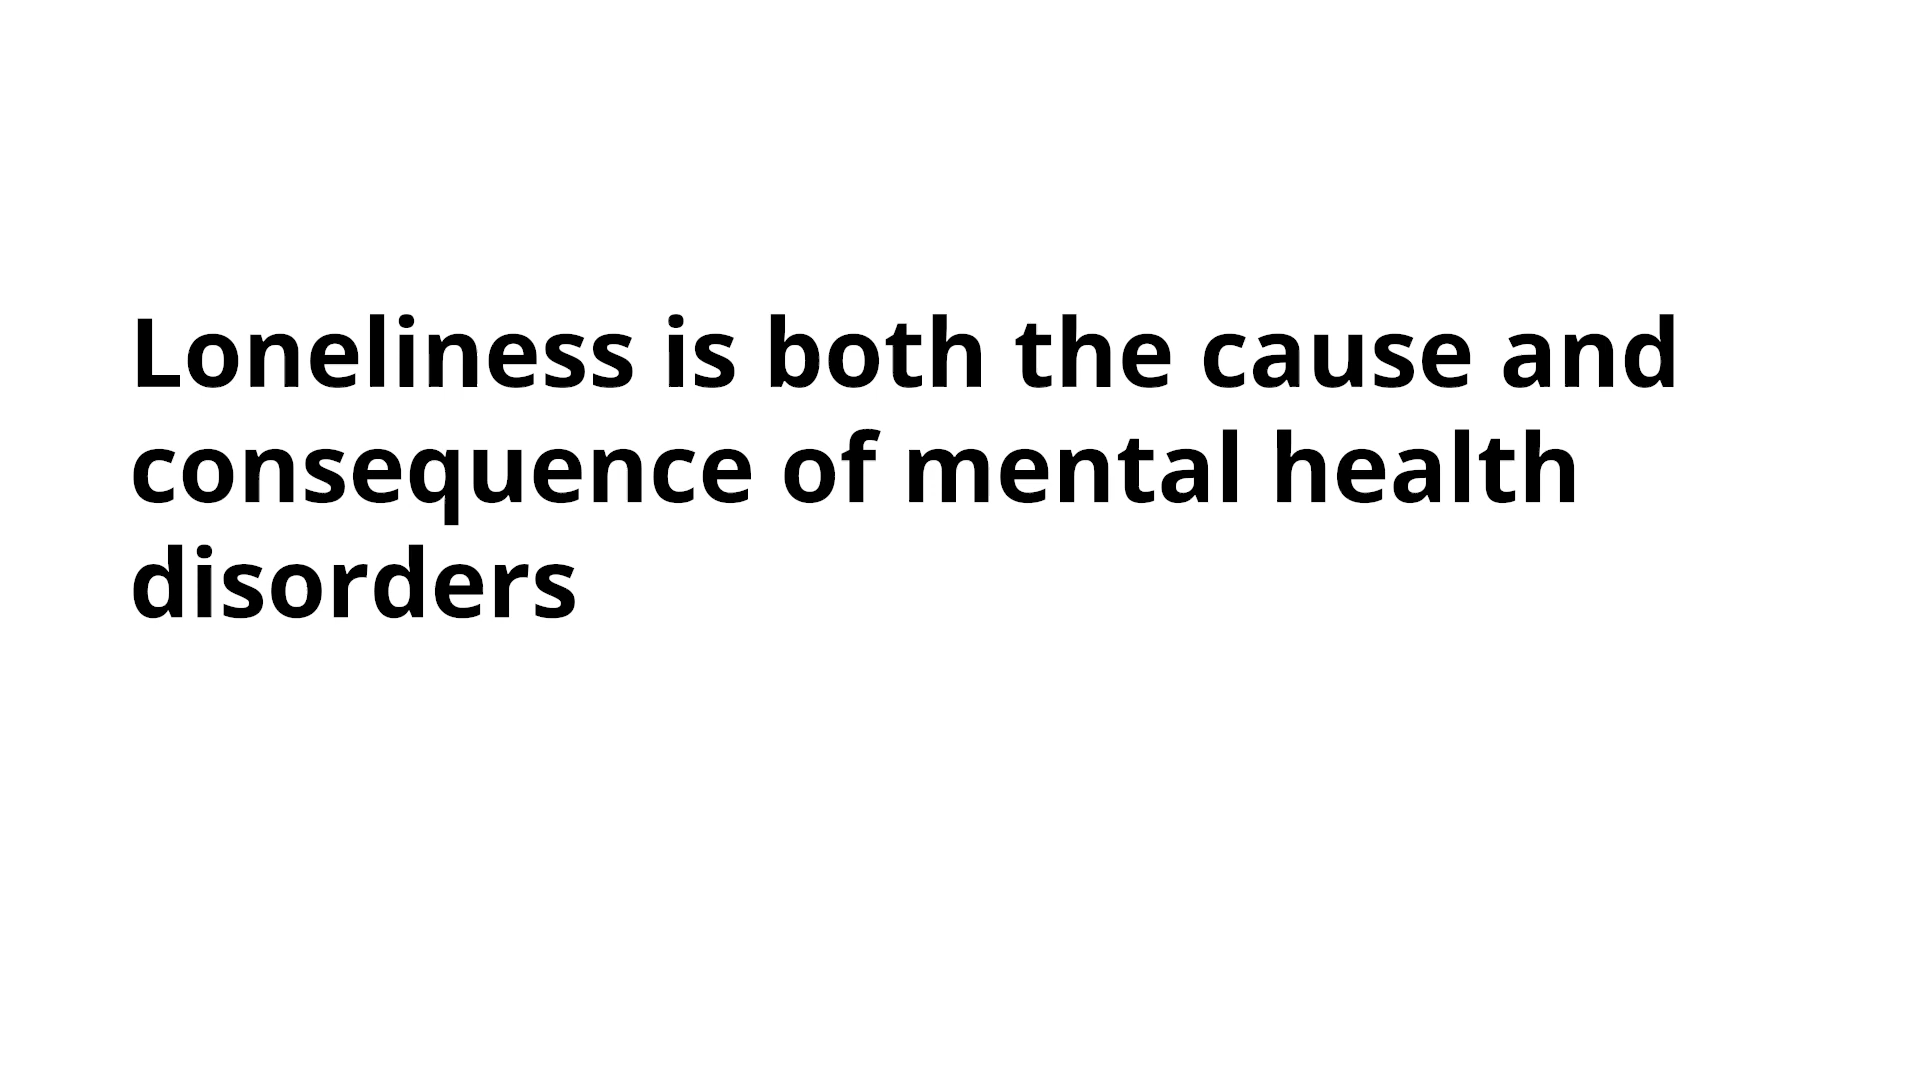 Loneliness is both the cause and
consequence of mental health
disorders